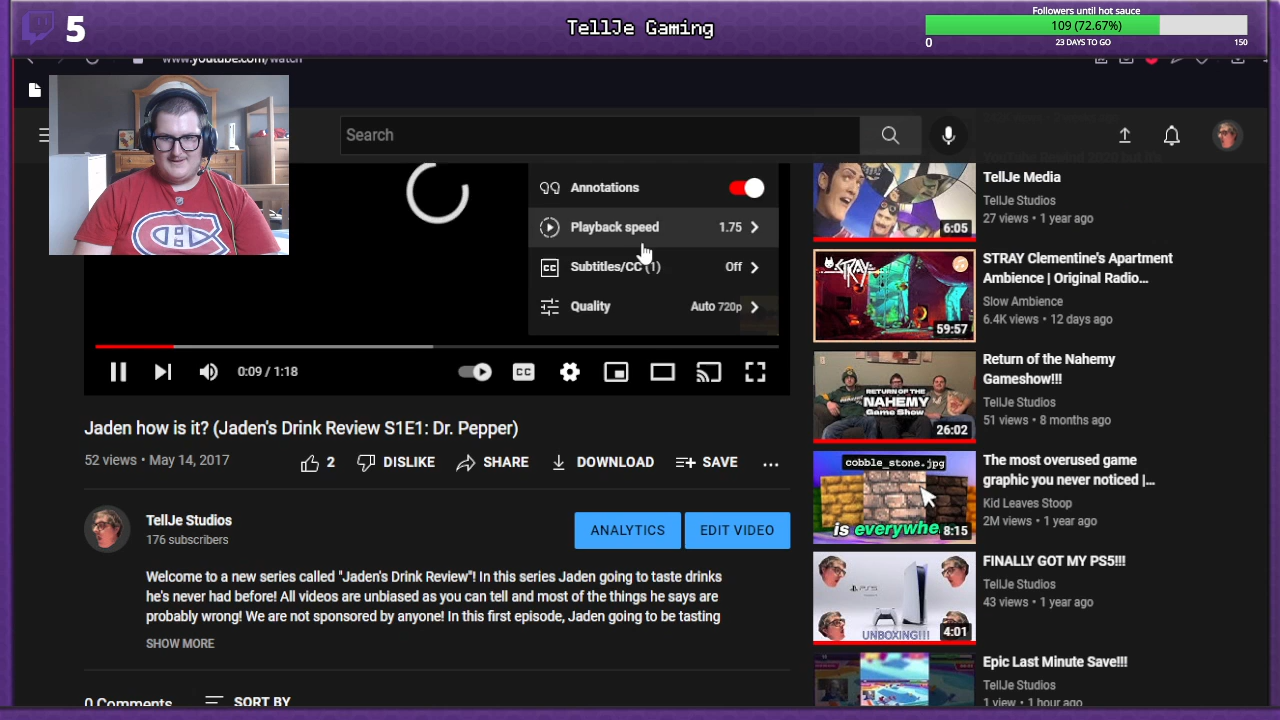 5
TellJe Gaming
Followers until hot sauce
109 (72.67%)
0
23 DAYS TO GO
150
www.youtube.com/watch
Search
Annotations
Playback speed
1.75
Subtitles/CC (1)
Off
Quality
Auto 720p
0:09 / 1:18
CC
Jaden how is it? (Jaden's Drink Review S1E1: Dr. Pepper)
52 views • May 14, 2017
2
DISLIKE
SHARE
DOWNLOAD
SAVE
TellJe Studios
176 subscribers
ANALYTICS
EDIT VIDEO
Welcome to a new series called "Jaden's Drink Review"! In this series Jaden going to taste drinks
he's never had before! All videos are unbiased as you can tell and most of the things he says are
probably wrong! We are not sponsored by anyone! In this first episode, Jaden going to be tasting
SHOW MORE
0 Comments
SORT BY
TellJe Media
TellJe Studios
27 views • 1 year ago
6:05
STRAY
STRAY Clementine's Apartment
Ambience | Original Radio...
Slow Ambience
6.4K views • 12 days ago
59:57
RETURN OF THE
NAHEMY
Game Show
26:02
Return of the Nahemy
Gameshow!!!
TellJe Studios
51 views • 8 months ago
cobble_stone.jpg
is everywhe
8:15
The most overused game
graphic you never noticed |...
Kid Leaves Stoop
2M views • 1 year ago
PS5
UNBOXING!!!
4:01
FINALLY GOT MY PS5!!!
TellJe Studios
43 views • 1 year ago
Epic Last Minute Save!!!
TellJe Studios
1 view • 1 hour ago